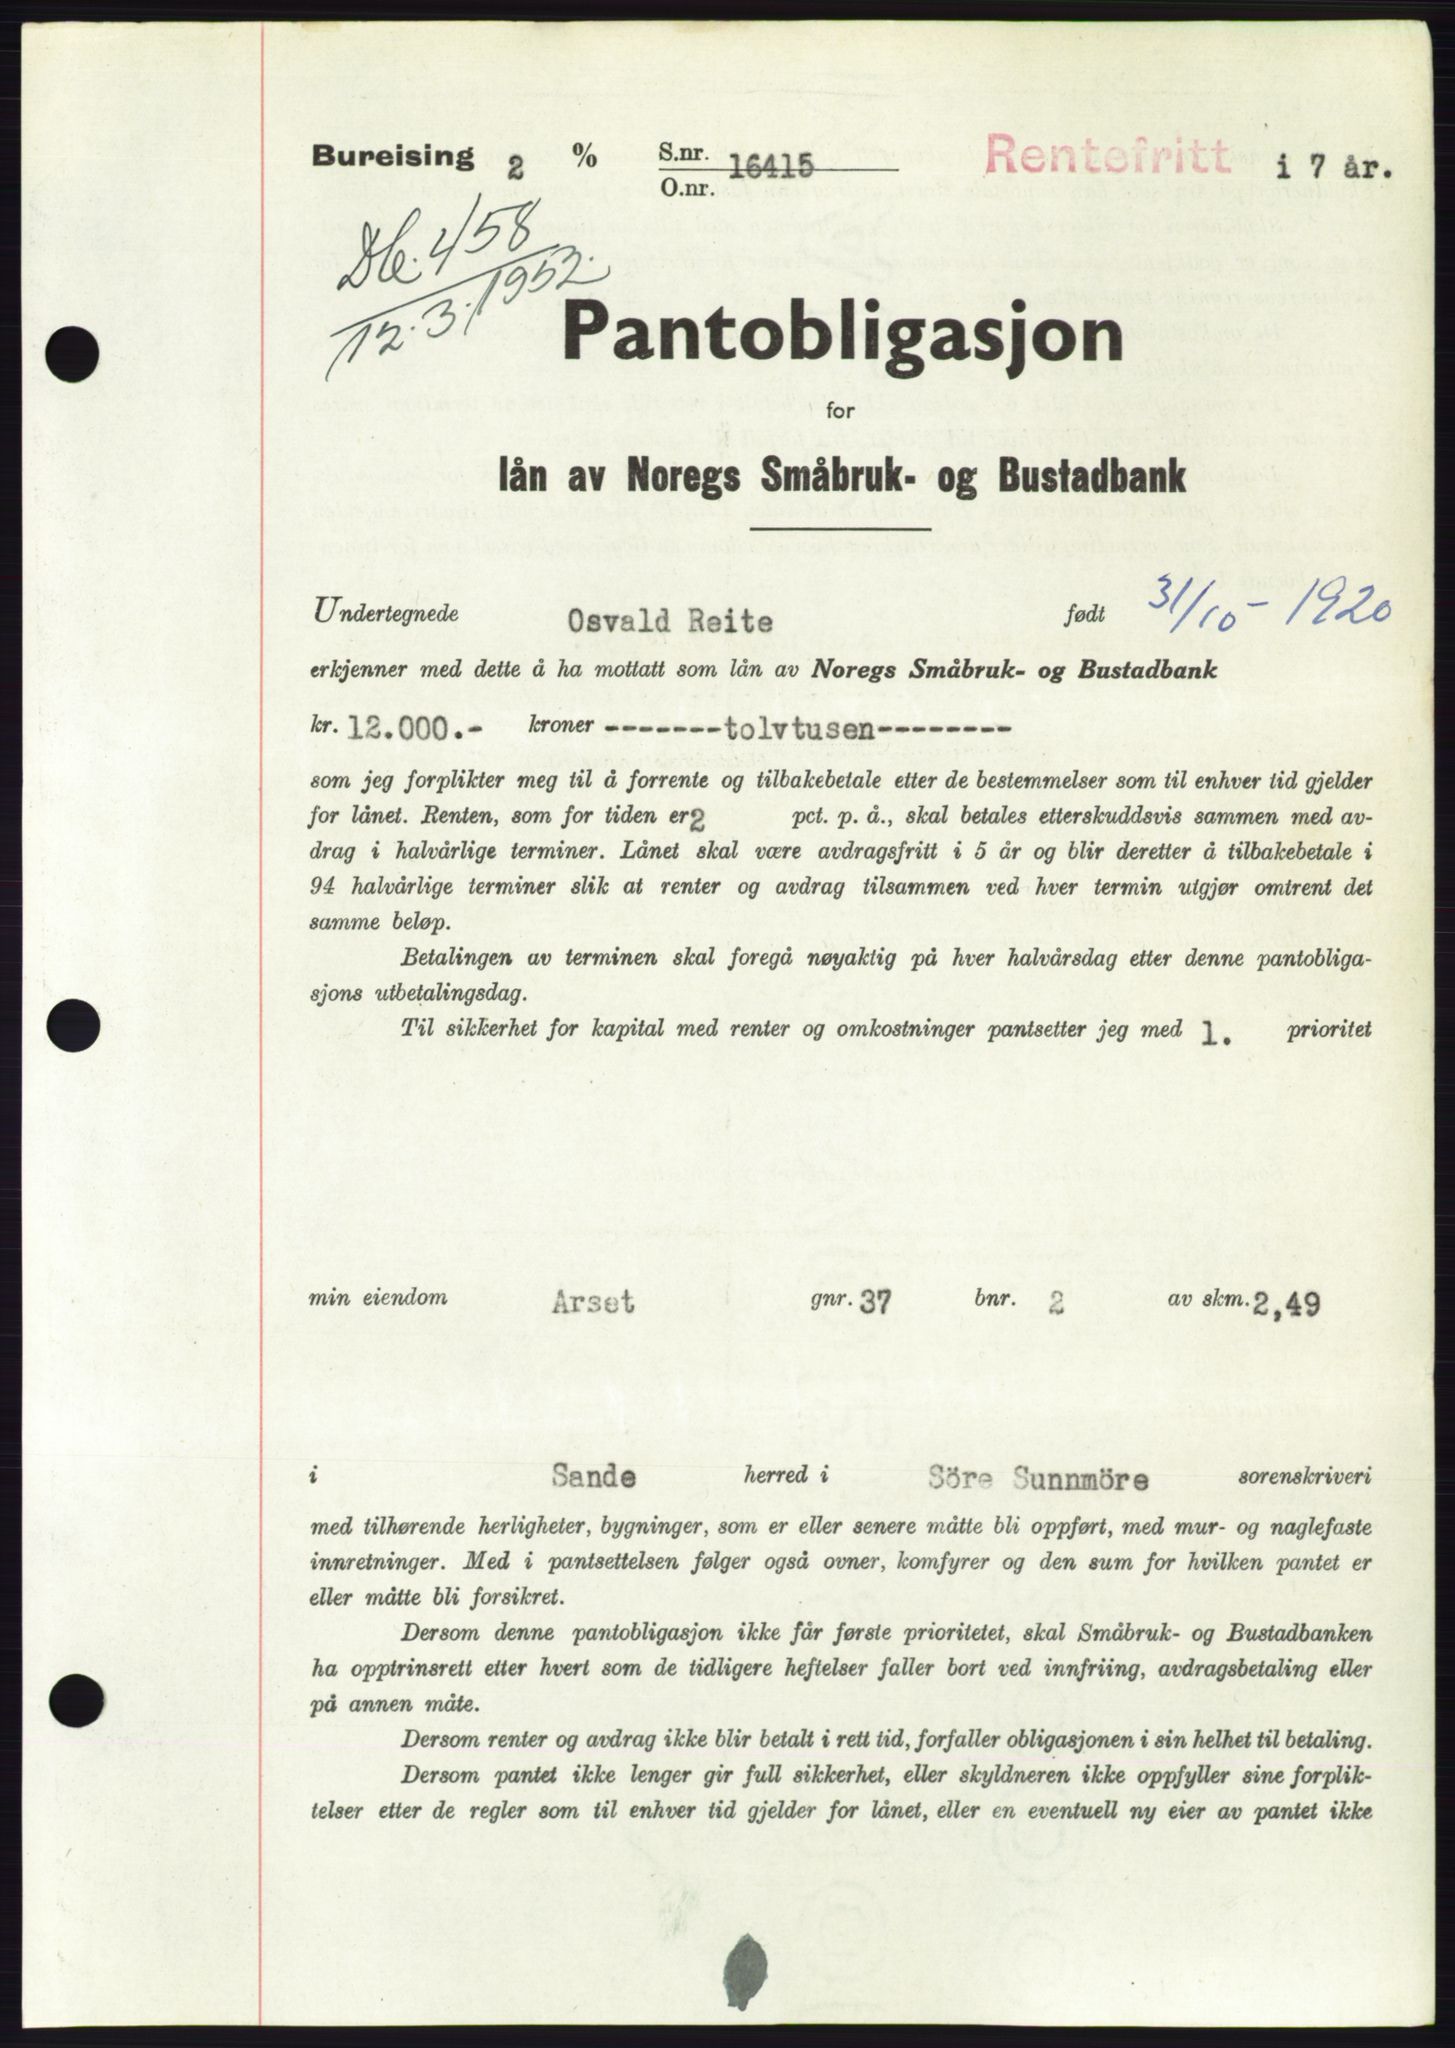 Bureising 2 % S.nr. 16415 Rentefritt i 7 år.
O.nr.
Db. 458
12.3.1952.
Pantobligasjon
for
lån av Noregs Småbruk- og Bustadbank
Undertegnede Osvald Reite født 31/10 - 1920
erkjenner med dette å ha mottatt som lån av Noregs Småbruk- og Bustadbank
kr. 12.000.- kroner -------tolvtusen--------
som jeg forplikter meg til å forrente og tilbakebetale etter de bestemmelser som til enhver tid gjelder
for lånet. Renten, som for tiden er 2 pct. p. å., skal betales etterskuddsvis sammen med av-
drag i halvårlige terminer. Lånet skal være avdragsfritt i 5 år og blir deretter å tilbakebetale i
94 halvårlige terminer slik at renter og avdrag tilsammen ved hver termin utgjør omtrent det
samme beløp.
Betalingen av terminen skal foregå nøyaktig på hver halvårsdag etter denne pantobliga-
sjons utbetalingsdag.
Til sikkerhet for kapital med renter og omkostninger pantsetter jeg med 1. prioritet
min eiendom Arset gnr. 37 bnr. 2 av skm. 2,49
i Sande herred i Söre Sunnmöre sorenskriveri
med tilhørende herligheter, bygninger, som er eller senere måtte bli oppført, med mur- og naglefaste
innretninger. Med i pantsettelsen følger også ovner, komfyrer og den sum for hvilken pantet er
eller måtte bli forsikret.
Dersom denne pantobligasjon ikke får første prioritetet, skal Småbruk- og Bustadbanken
ha opptrinsrett etter hvert som de tidligere heftelser faller bort ved innfriing, avdragsbetaling eller
på annen måte.
Dersom renter og avdrag ikke blir betalt i rett tid, forfaller obligasjonen i sin helhet til betaling.
Dersom pantet ikke lenger gir full sikkerhet, eller skyldneren ikke oppfyller sine forplik-
telser etter de regler som til enhver tid gjelder for lånet, eller en eventuell ny eier av pantet ikke